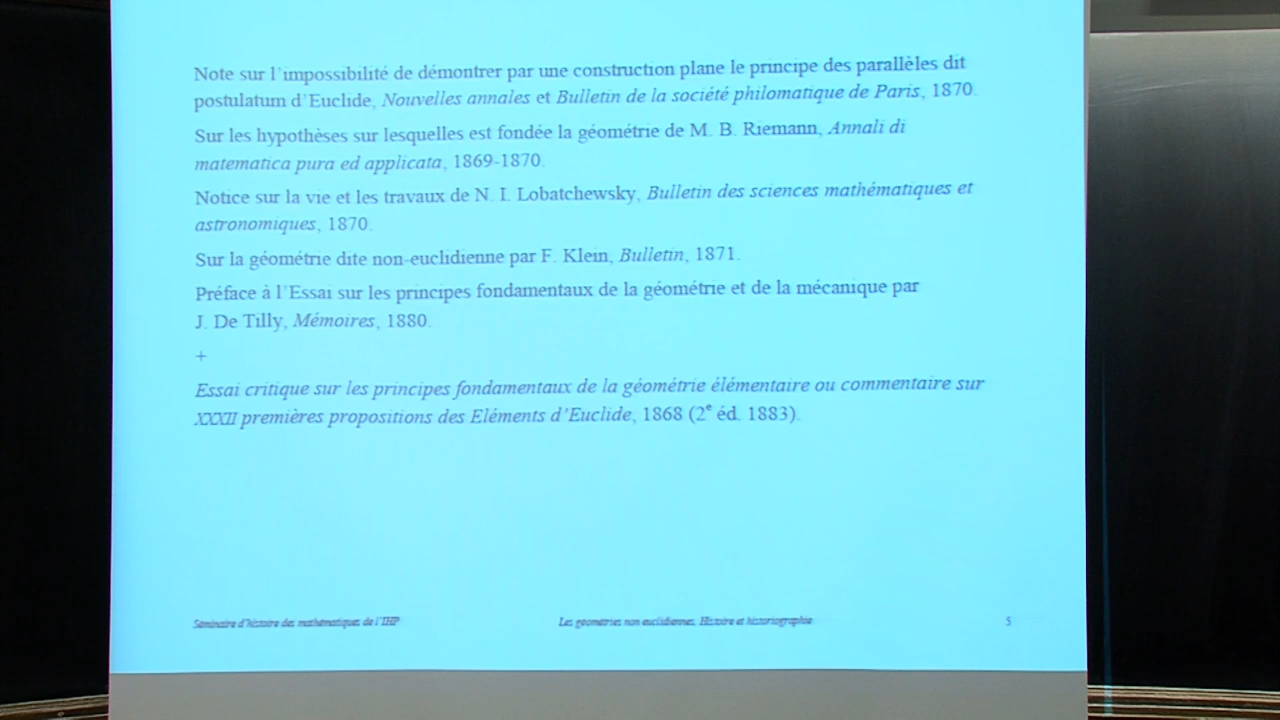 Note sur l'impossibilité de démontrer par une construction plane le principe des parallèles dit
postulatum d'Euclide, Nouvelles annales et Bulletin de la société philomatique de Paris, 1870.
Sur les hypothèses sur lesquelles est fondée la géométrie de M. B. Riemann, Annali di
matematica pura ed applicata, 1869-1870.
Notice sur la vie et les travaux de N. I. Lobatchewsky, Bulletin des sciences mathématiques et
astronomiques, 1870.
Sur la géométrie dite non-euclidienne par F. Klein, Bulletin, 1871.
Préface à l'Essai sur les principes fondamentaux de la géométrie et de la mécanique par
J. De Tilly, Mémoires, 1880.
+
Essai critique sur les principes fondamentaux de la géométrie élémentaire ou commentaire sur
XXXII premières propositions des Eléments d'Euclide, 1868 (2e éd. 1883).
Séminaire d'histoire des mathématiques de l'IHP Les géométries non euclidiennes. Histoire et historiographie 5